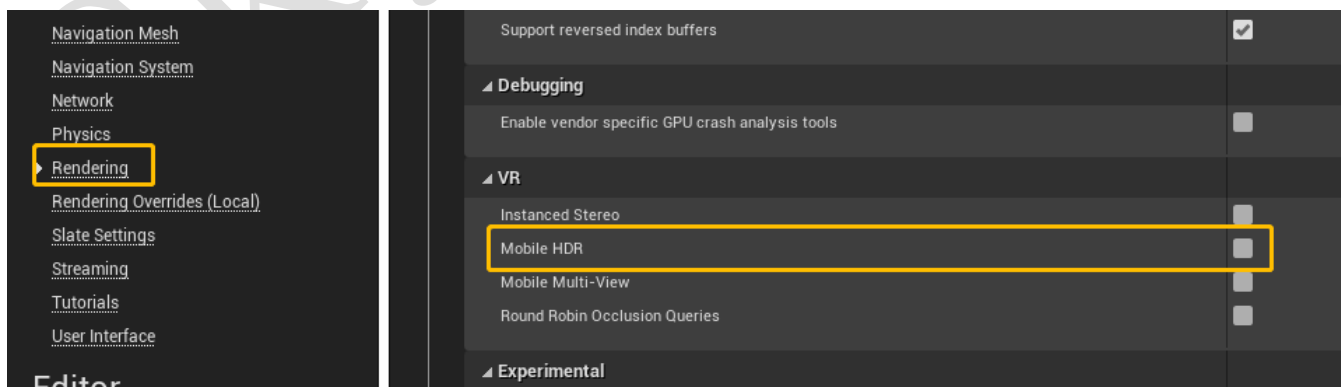 Navigation Mesh
Navigation System
Network
Physics
Rendering
Rendering Overrides (Local)
Slate Settings
Streaming
Tutorials
User Interface
Editor
Support reversed index buffers
Debugging
Enable vendor specific GPU crash analysis tools
VR
Instanced Stereo
Mobile HDR
Mobile Multi-View
Round Robin Occlusion Queries
Experimental